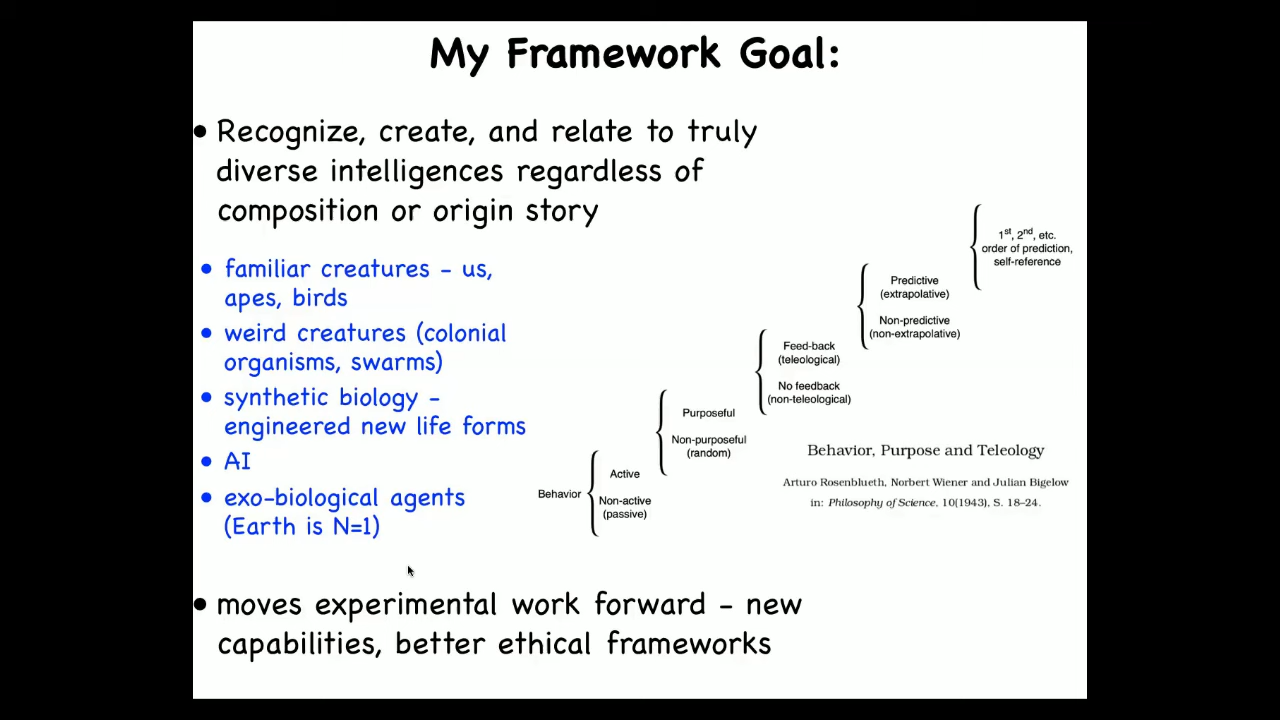 My Framework Goal:
• Recognize, create, and relate to truly
diverse intelligences regardless of
composition or origin story
• familiar creatures - us,
apes, birds
• weird creatures (colonial
organisms, swarms)
• synthetic biology -
engineered new life forms
• AI
• exo-biological agents
(Earth is N=1)
Behavior
Active
Non-active
(passive)
Purposeful
Non-purposeful
(random)
Feed-back
(teleological)
No feedback
(non-teleological)
Predictive
(extrapolative)
Non-predictive
(non-extrapolative)
1st, 2nd, etc.
order of prediction,
self-reference
Behavior, Purpose and Teleology
Arturo Rosenblueth, Norbert Wiener and Julian Bigelow
in: Philosophy of Science, 10(1943), S. 18–24.
• moves experimental work forward - new
capabilities, better ethical frameworks